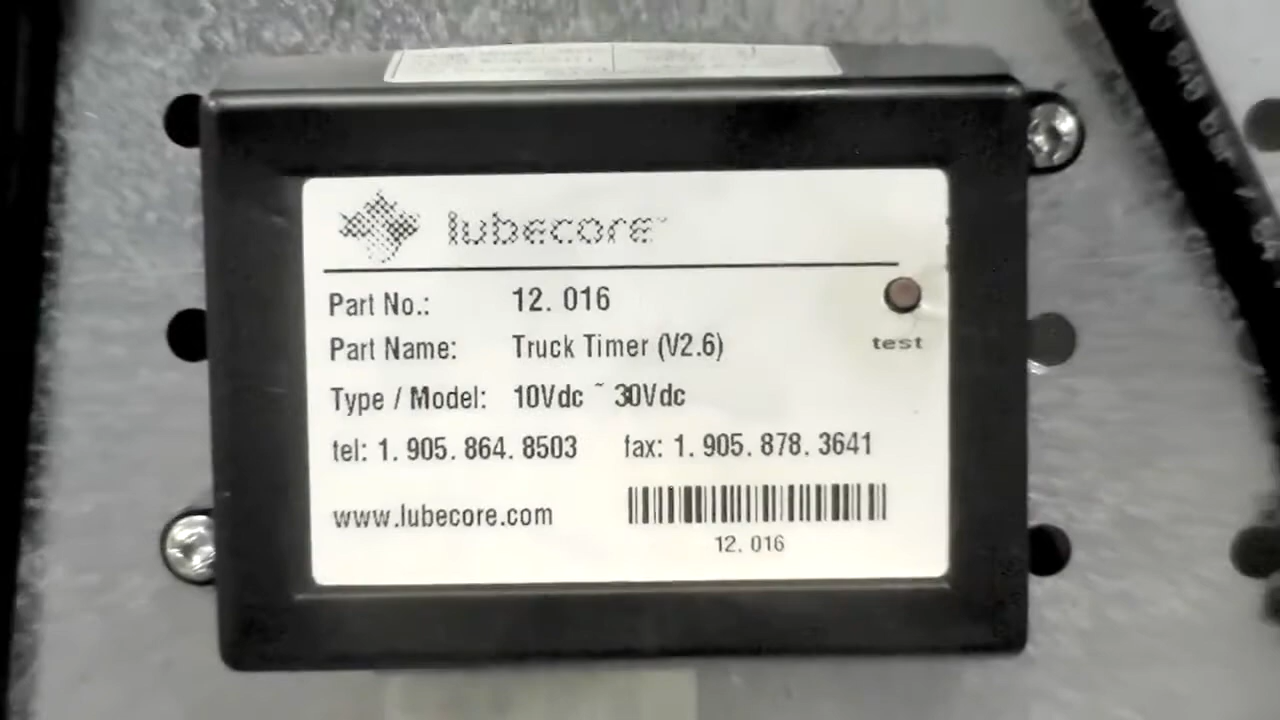 lubecore™
Part No.: 12. 016
Part Name: Truck Timer (V2.6)
Type / Model: 10Vdc ~ 30Vdc
tel: 1. 905. 864. 8503 fax: 1. 905. 878. 3641
www.lubecore.com
12. 016
test